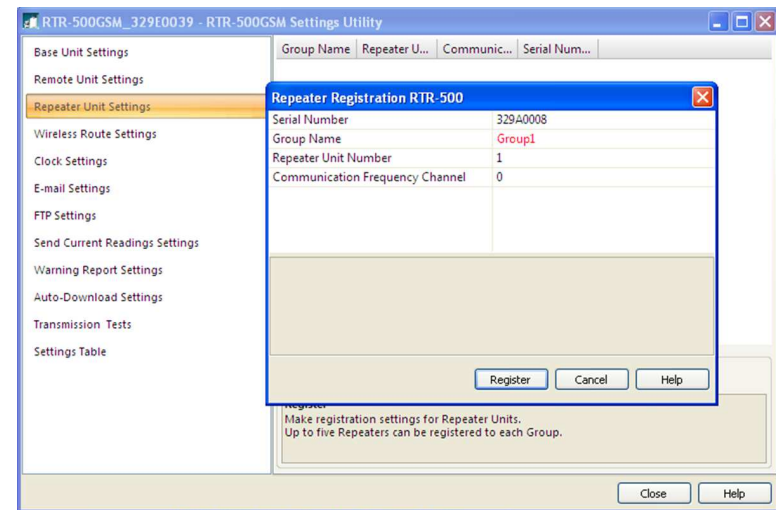 RTR-500GSM_329E0039 - RTR-500GSM Settings Utility
Base Unit Settings
Remote Unit Settings
Repeater Unit Settings
Wireless Route Settings
Clock Settings
E-mail Settings
FTP Settings
Send Current Readings Settings
Warning Report Settings
Auto-Download Settings
Transmission Tests
Settings Table
Group Name Repeater U... Communic... Serial Num...
Repeater Registration RTR-500
Serial Number 329A0008
Group Name Group1
Repeater Unit Number 1
Communication Frequency Channel 0
Register Cancel Help
Register
Make registration settings for Repeater Units.
Up to five Repeaters can be registered to each Group.
Close Help